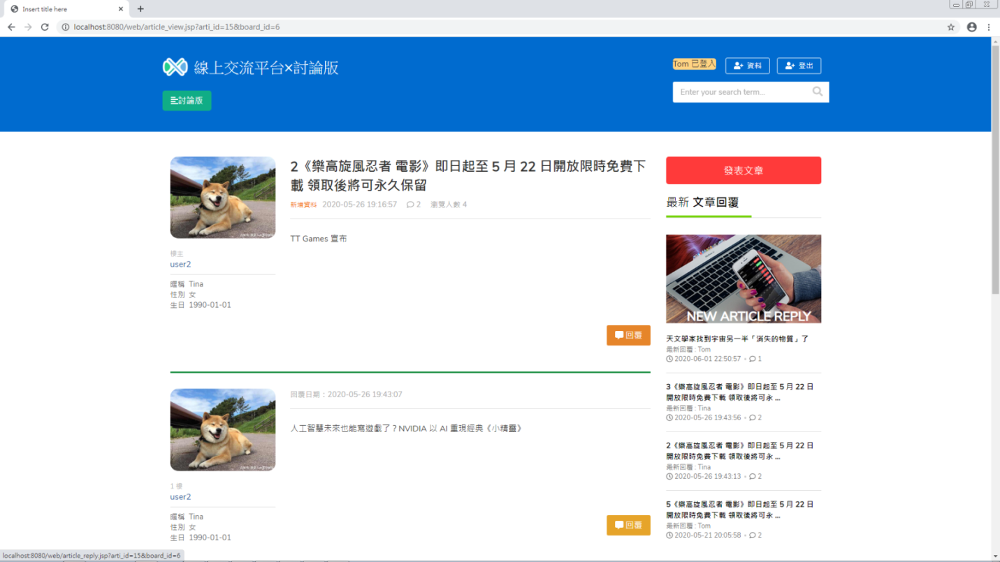 Insert title here
localhost:8080/web/article_view.jsp?arti_id=15&board_id=6
線上交流平台×討論版
Tom 已登入
資料
登出
討論版
Enter your search term...
2《樂高旋風忍者 電影》即日起至 5 月 22 日開放限時免費下
載 領取後將可永久保留
新增資料 2020-05-26 19:16:57 2 瀏覽人數 4
TT Games 宣布
樓主
user2
暱稱 Tina
性別 女
生日 1990-01-01
回覆
回覆日期：2020-05-26 19:43:07
人工智慧未來也能寫遊戲了？NVIDIA 以 AI 重現經典《小精靈》
1 樓
user2
暱稱 Tina
性別 女
生日 1990-01-01
回覆
發表文章
最新 文章回覆
NEW ARTICLE REPLY
天文學家找到宇宙另一半「消失的物質」了
最新回覆 : Tom
2020-06-01 22:50:57 • 1
3《樂高旋風忍者 電影》即日起至 5 月 22 日
開放限時免費下載 領取後將可永 ...
最新回覆 : Tina
2020-05-26 19:43:56 • 2
2《樂高旋風忍者 電影》即日起至 5 月 22 日
開放限時免費下載 領取後將可永 ...
最新回覆 : Tina
2020-05-26 19:43:13 • 2
5《樂高旋風忍者 電影》即日起至 5 月 22 日
開放限時免費下載 領取後將可永 ...
最新回覆 : Tom
2020-05-21 20:05:58 • 2
localhost:8080/web/article_reply.jsp?arti_id=15&board_id=6